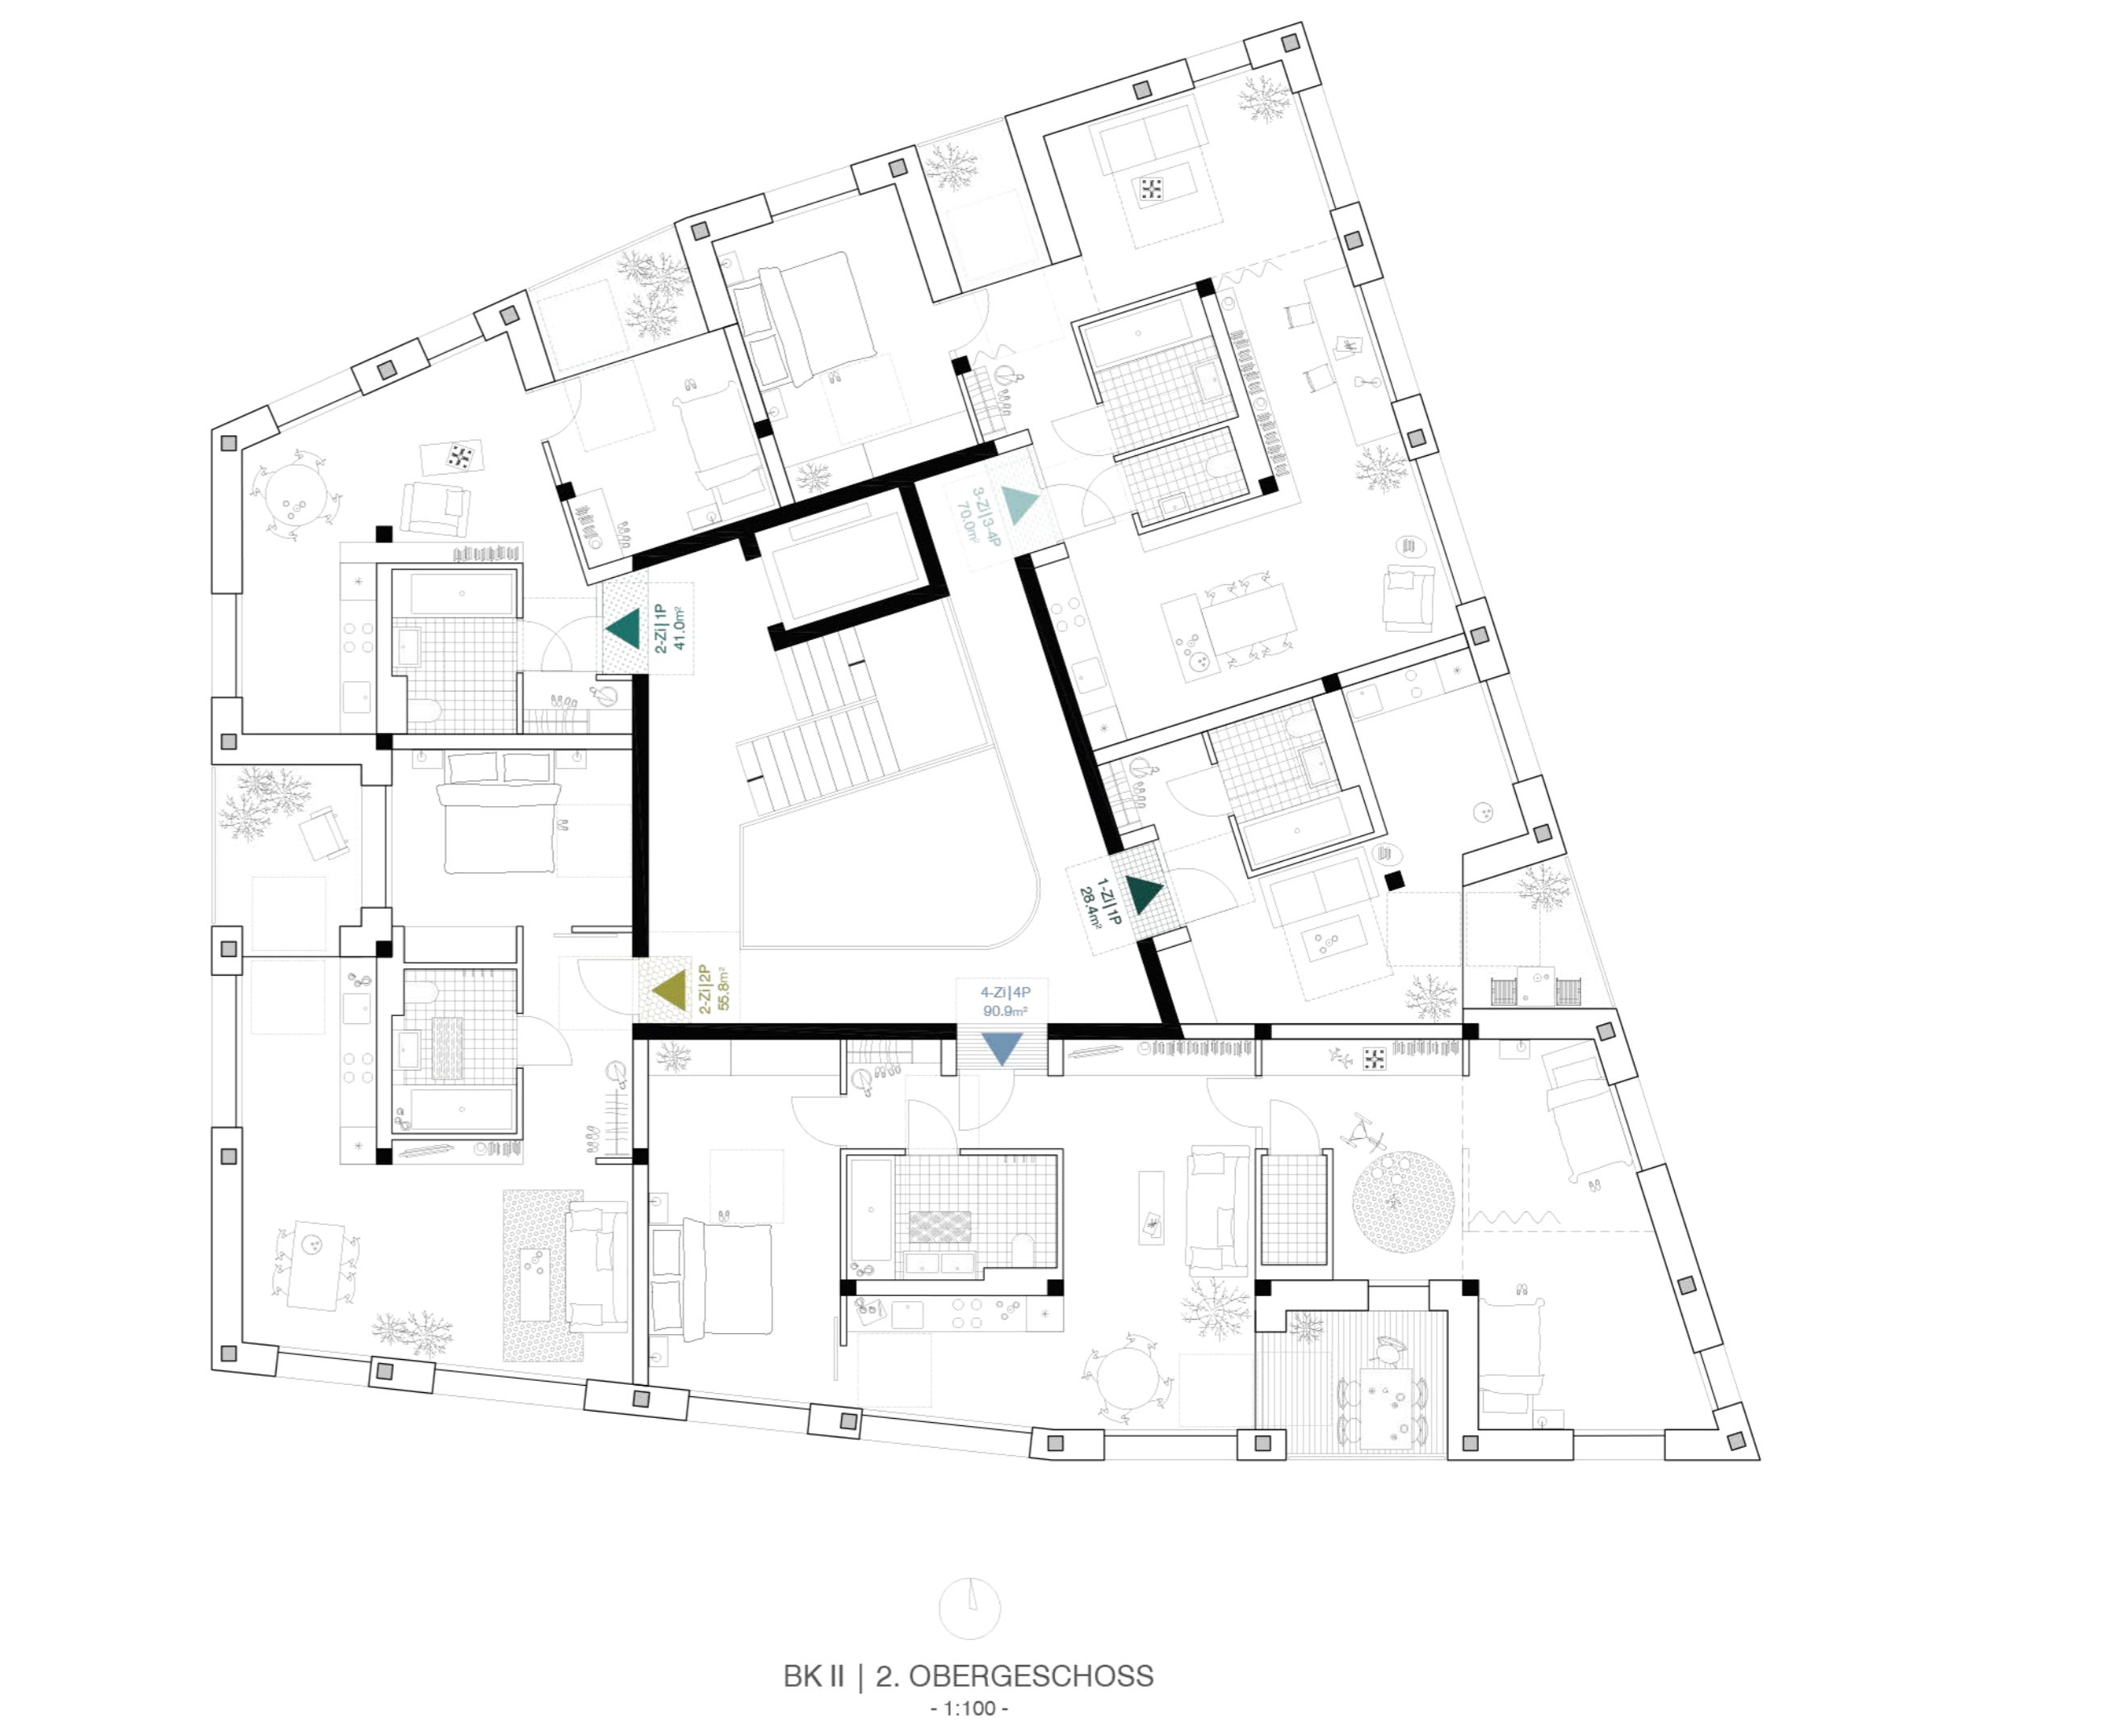 3-Zi|3-4P
70.0m²
2-Zi|1P
41.0m²
1-Zi|1P
28.4m²
2-Zi|2P
55.8m²
4-Zi|4P
90.9m²
BK II | 2. OBERGESCHOSS
- 1:100 -